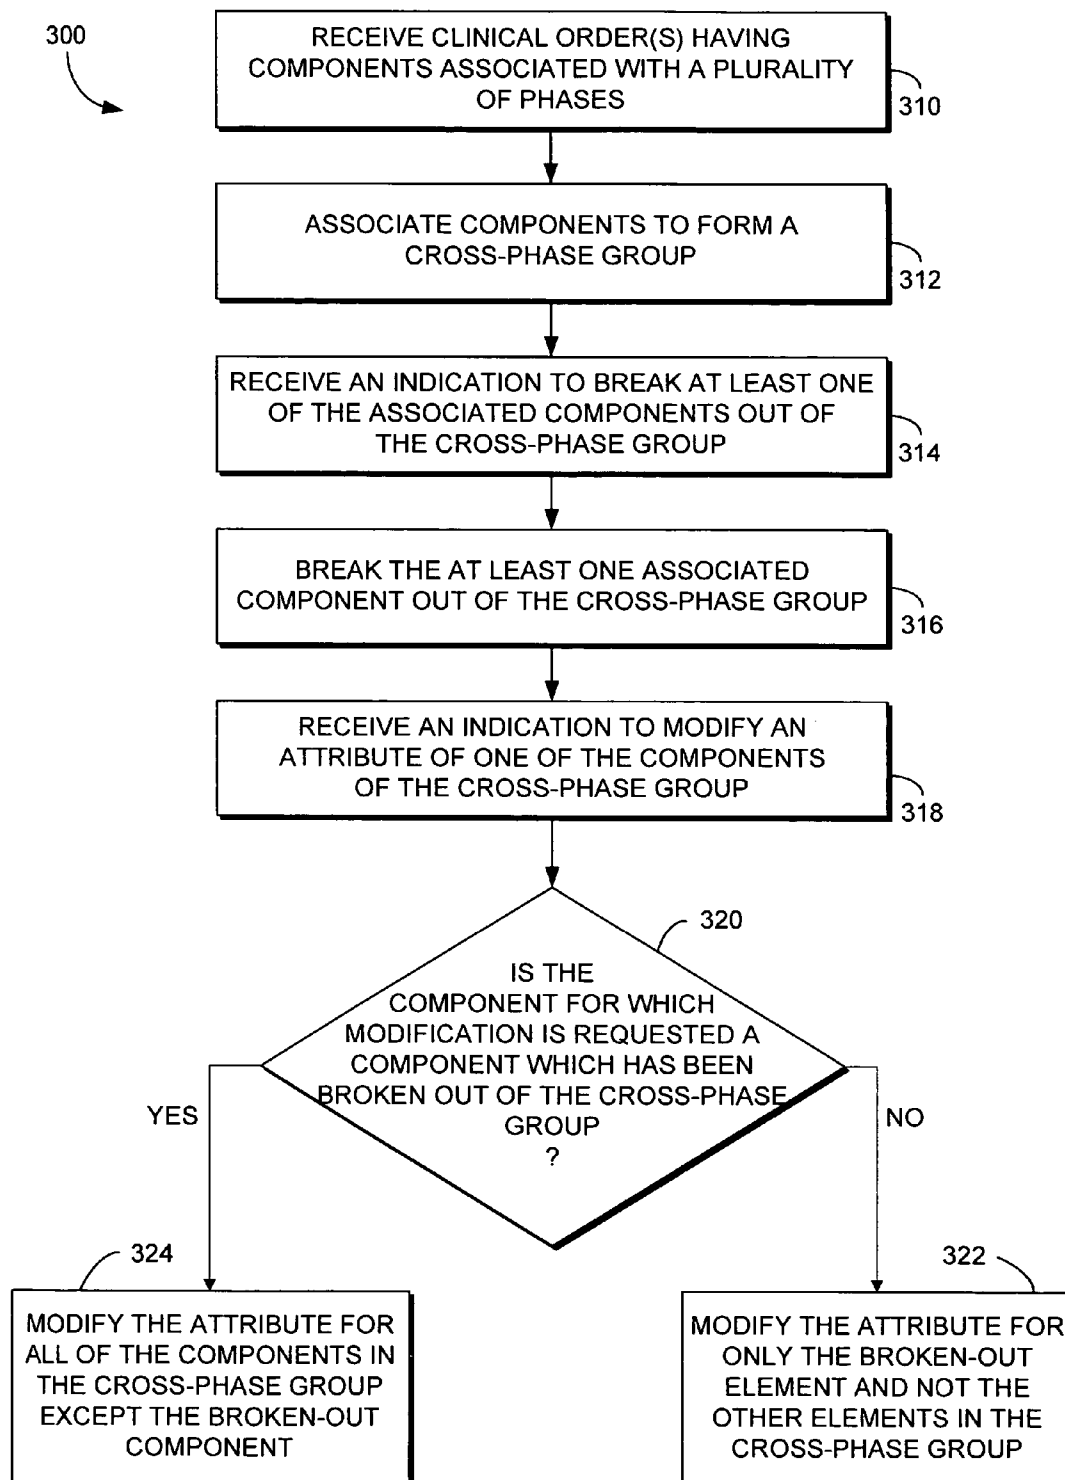 300
RECEIVE CLINICAL ORDER(S) HAVING
COMPONENTS ASSOCIATED WITH A PLURALITY
OF PHASES
310
ASSOCIATE COMPONENTS TO FORM A
CROSS-PHASE GROUP
312
RECEIVE AN INDICATION TO BREAK AT LEAST ONE
OF THE ASSOCIATED COMPONENTS OUT OF
THE CROSS-PHASE GROUP
314
BREAK THE AT LEAST ONE ASSOCIATED
COMPONENT OUT OF THE CROSS-PHASE GROUP
316
RECEIVE AN INDICATION TO MODIFY AN
ATTRIBUTE OF ONE OF THE COMPONENTS
OF THE CROSS-PHASE GROUP
318
320
IS THE
COMPONENT FOR WHICH
MODIFICATION IS REQUESTED A
COMPONENT WHICH HAS BEEN
BROKEN OUT OF THE CROSS-PHASE
GROUP
?
YES
NO
324
MODIFY THE ATTRIBUTE FOR
ALL OF THE COMPONENTS IN
THE CROSS-PHASE GROUP
EXCEPT THE BROKEN-OUT
COMPONENT
322
MODIFY THE ATTRIBUTE FOR
ONLY THE BROKEN-OUT
ELEMENT AND NOT THE
OTHER ELEMENTS IN THE
CROSS-PHASE GROUP